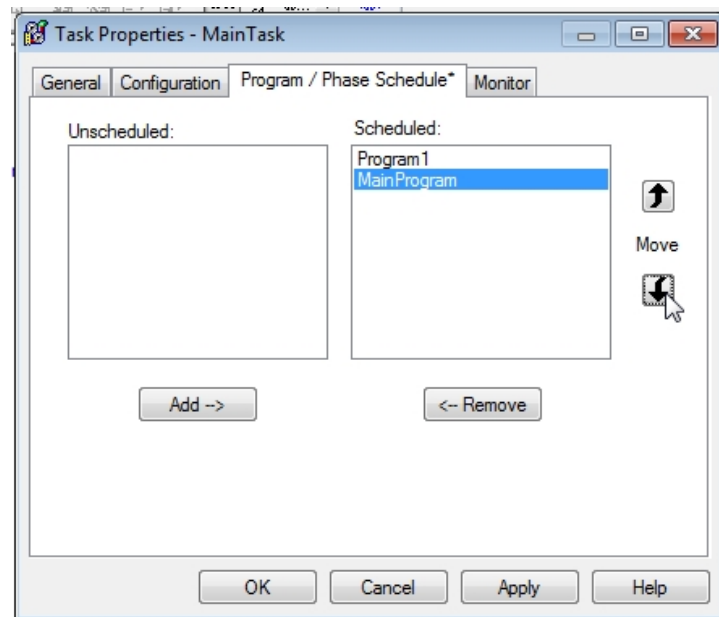 Task Properties - MainTask
General Configuration Program / Phase Schedule* Monitor
Unscheduled:
Scheduled:
Program1
MainProgram
Move
Add -->
<-- Remove
OK Cancel Apply Help